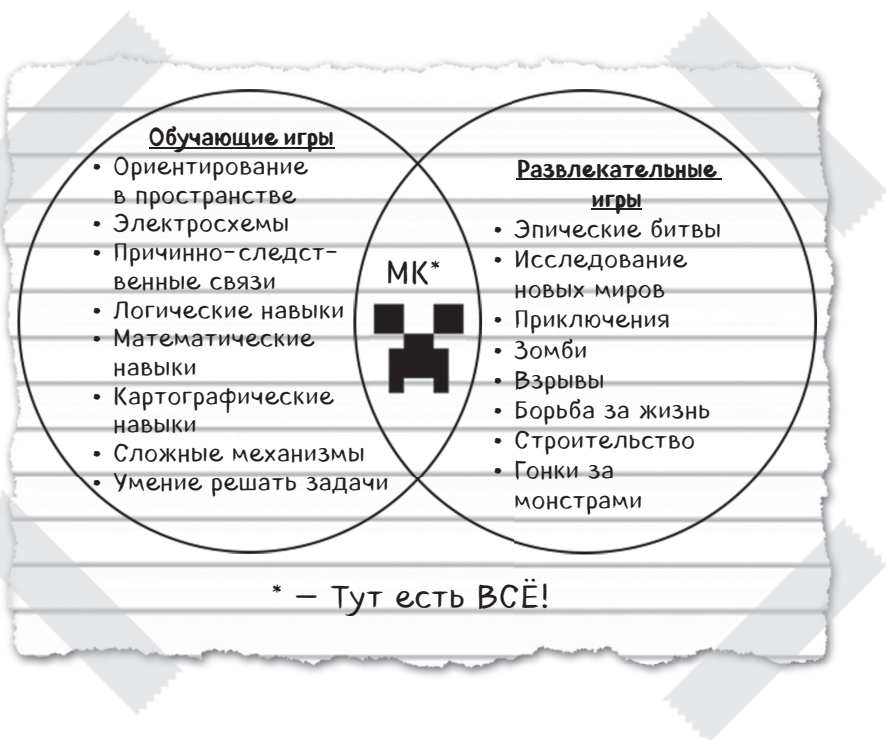 Обучающие игры
• Ориентирование
в пространстве
• Электросхемы
• Причинно-следст-
венные связи
• Логические навыки
• Математические
навыки
• Картографические
навыки
• Сложные механизмы
• Умение решать задачи
МК*
Развлекательные
игры
• Эпические битвы
• Исследование
новых миров
• Приключения
• Зомби
• Взрывы
• Борьба за жизнь
• Строительство
• Гонки за
монстрами
* – Тут есть ВСЁ!